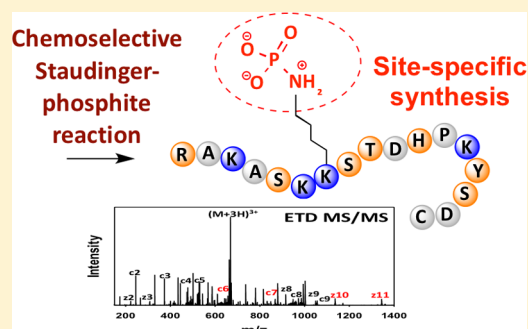 Chemoselective
Staudinger-
phosphite
reaction
⊖O O
P
⊖O ⊕
NH2
Site-specific
synthesis
R A K A S K K S T D H P K Y S D C
(M+3H)3+
ETD MS/MS
Intensity
c2 c3 c4 c5 c6 c7 z8 c8 z9 c9 z10 z11
z2 z3
200 400 600 800 1000 1200 1400
m/z